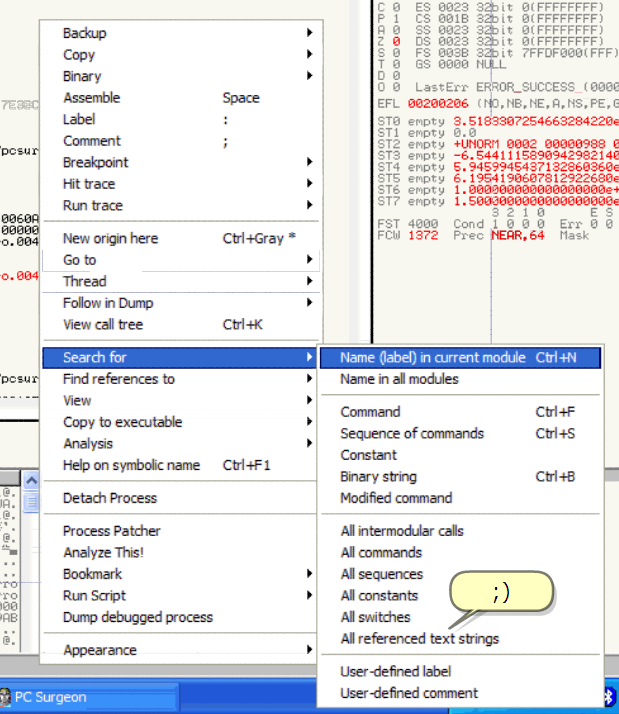 C 0 ES 0023 32bit 0(FFFFFFFF)
P 1 CS 001B 32bit 0(FFFFFFFF)
A 0 SS 0023 32bit 0(FFFFFFFF)
Z 0 DS 0023 32bit 0(FFFFFFFF)
S 0 FS 003B 32bit 7FFDF000(FFF)
T 0 GS 0000 NULL
D 0
O 0 LastErr ERROR_SUCCESS (0000
EFL 00200206 (NO,NB,NE,A,NS,PE,G
ST0 empty 3.5183307254663284220e
ST1 empty 0.0
ST2 empty +UNORM 0002 00000988 0
ST3 empty -6.5441115890942982140
ST4 empty 5.9459945437132860360e
ST5 empty 6.1954190607812922680e
ST6 empty 1.0000000000000000000e+
ST7 empty 1.5000000000000000000e
3 2 1 0 E S
FST 4000 Cond 1 0 0 0 Err 0 0
FCW 1372 Prec NEAR,64 Mask
7E38C
/pcsur
0060A
00000
o.004
o.004
/pcsur
Backup
Copy
Binary
Assemble Space
Label :
Comment ;
Breakpoint
Hit trace
Run trace
New origin here Ctrl+Gray *
Go to
Thread
Follow in Dump
View call tree Ctrl+K
Search for
Find references to
View
Copy to executable
Analysis
Help on symbolic name Ctrl+F1
Detach Process
Process Patcher
Analyze This!
Bookmark
Run Script
Dump debugged process
Appearance
Name (label) in current module Ctrl+N
Name in all modules
Command Ctrl+F
Sequence of commands Ctrl+S
Constant
Binary string Ctrl+B
Modified command
All intermodular calls
All commands
All sequences
All constants
All switches
All referenced text strings
User-defined label
User-defined comment
;)
PC Surgeon